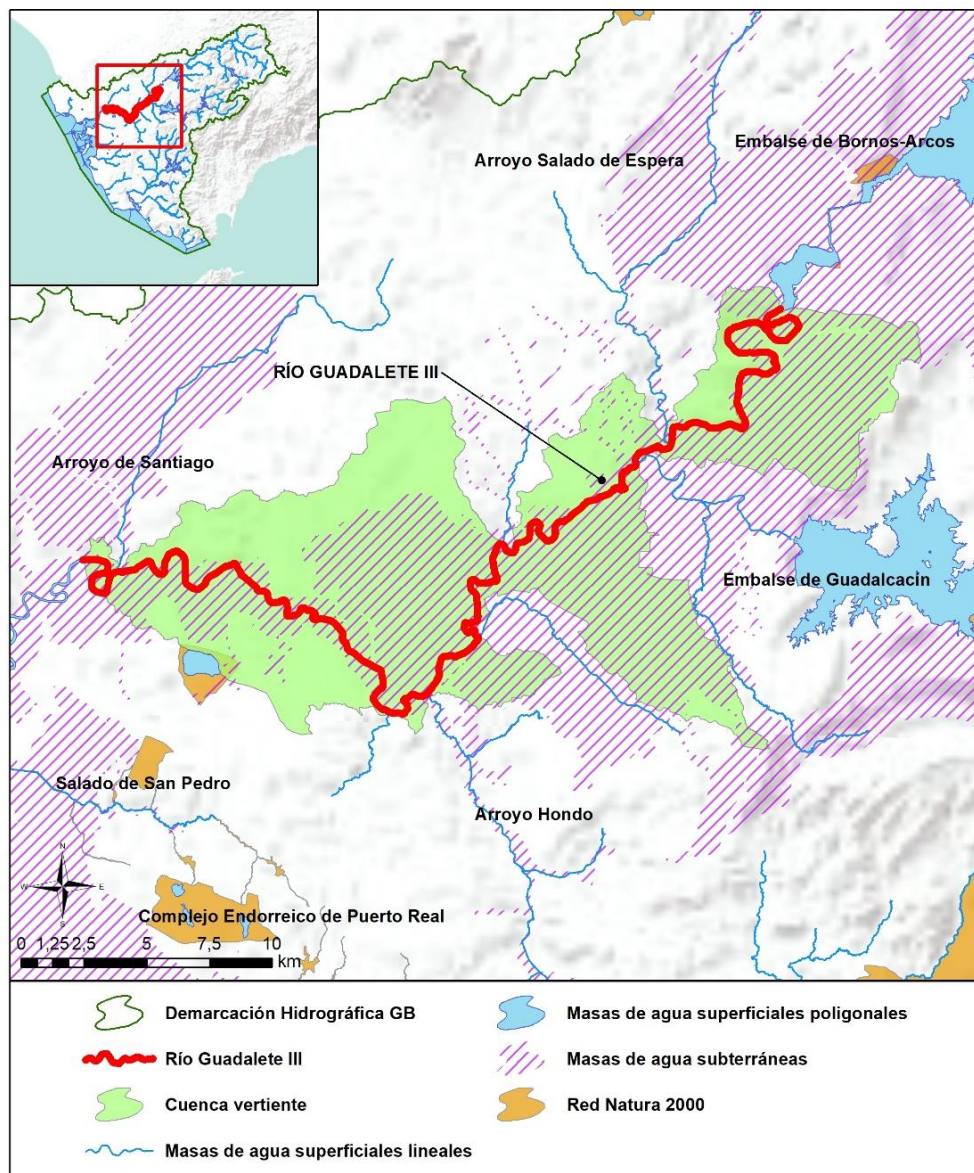 Arroyo Salado de Espera
Embalse de Bornos-Arcos
RÍO GUADALETE III
Arroyo de Santiago
Embalse de Guadalcacín
Salado de San Pedro
Arroyo Hondo
N
W E
S
Complejo Endorreico de Puerto Real
0 1,25 2,5 5 7,5 10
km
Demarcación Hidrográfica GB
Masas de agua superficiales poligonales
Río Guadalete III
Masas de agua subterráneas
Cuenca vertiente
Red Natura 2000
Masas de agua superficiales lineales